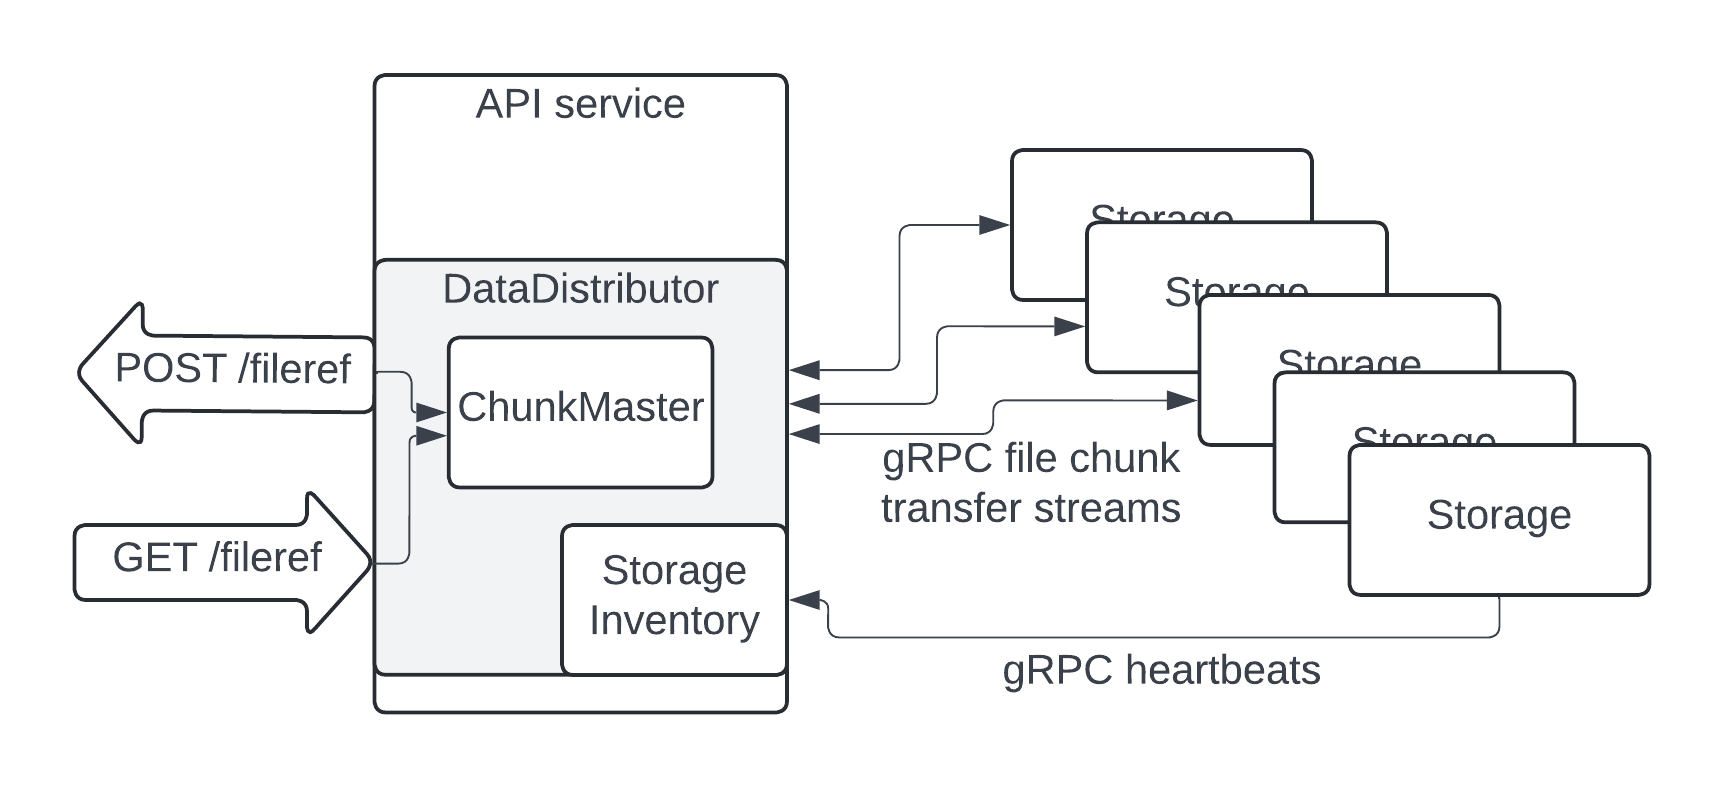 API service
DataDistributor
ChunkMaster
POST /fileref
GET /fileref
Storage
Inventory
Storage
Storage
Storage
Storage
Storage
gRPC file chunk
transfer streams
gRPC heartbeats